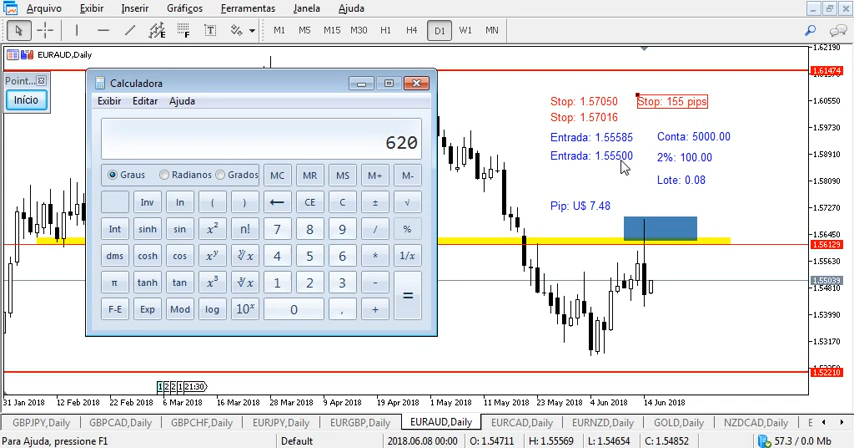 Arquivo Exibir Inserir Gráficos Ferramentas Janela Ajuda
M1 M5 M15 M30 H1 H4 D1 W1 MN
EURAUD,Daily
1.62190
1.61474
Point...
Início
Calculadora
Exibir Editar Ajuda
620
Graus Radianos Grados MC MR MS M+ M-
Inv ln ( ) ← CE C ± √
Int sinh sin x² n! 7 8 9 / %
dms cosh cos xʸ ʸ√x 4 5 6 * 1/x
π tanh tan x³ ³√x 1 2 3 - =
F-E Exp Mod log 10ˣ 0 , +
Stop: 1.57050 Stop: 155 pips
Stop: 1.57016
Entrada: 1.55585 Conta: 5000.00
Entrada: 1.55500 2%: 100.00
Lote: 0.08
Pip: U$ 7.48
1.60555
1.59730
1.58910
1.58090
1.57270
1.56450
1.56129
1.55630
1.55481
1.53990
1.53170
1.52210
21:30
31 Jan 2018 12 Feb 2018 22 Feb 2018 6 Mar 2018 16 Mar 2018 28 Mar 2018 9 Apr 2018 19 Apr 2018 1 May 2018 11 May 2018 23 May 2018 4 Jun 2018 14 Jun 2018
GBPJPY,Daily GBPCAD,Daily GBPCHF,Daily EURJPY,Daily EURGBP,Daily EURAUD,Daily EURCAD,Daily EURNZD,Daily GOLD,Daily NZDCAD,Daily
Para Ajuda, pressione F1 Default 2018.06.08 00:00 O: 1.54711 H: 1.55569 L: 1.54654 C: 1.54852 57.3 / 0.0 Mb